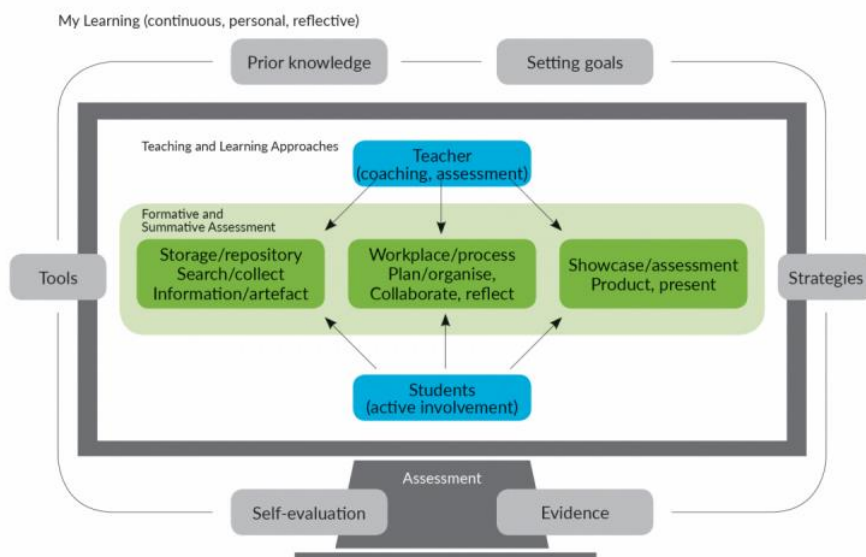 My Learning (continuous, personal, reflective)
Prior knowledge
Setting goals
Teaching and Learning Approaches
Teacher
(coaching, assessment)
Formative and
Summative Assessment
Storage/repository
Search/collect
Information/artefact
Workplace/process
Plan/organise,
Collaborate, reflect
Showcase/assessment
Product, present
Tools
Strategies
Students
(active involvement)
Assessment
Self-evaluation
Evidence